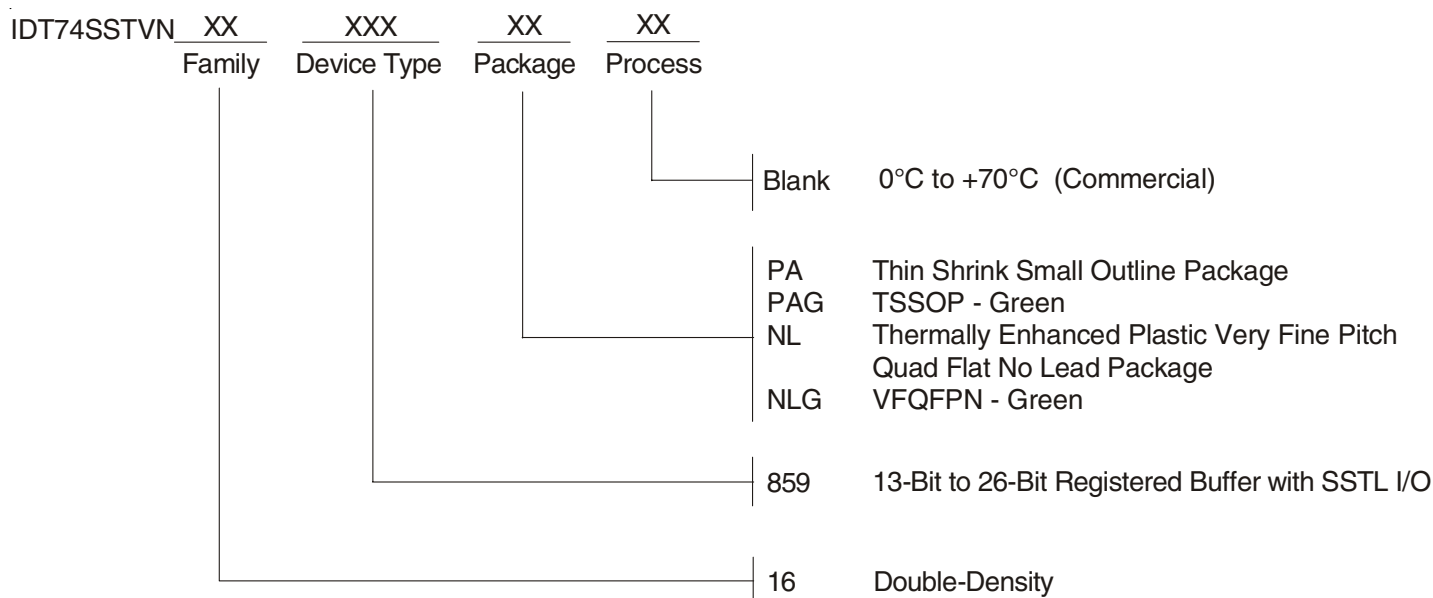 IDT74SSTVN XX XXX XX XX
Family Device Type Package Process
Blank 0°C to +70°C (Commercial)
PA Thin Shrink Small Outline Package
PAG TSSOP - Green
NL Thermally Enhanced Plastic Very Fine Pitch
Quad Flat No Lead Package
NLG VFQFPN - Green
859 13-Bit to 26-Bit Registered Buffer with SSTL I/O
16 Double-Density